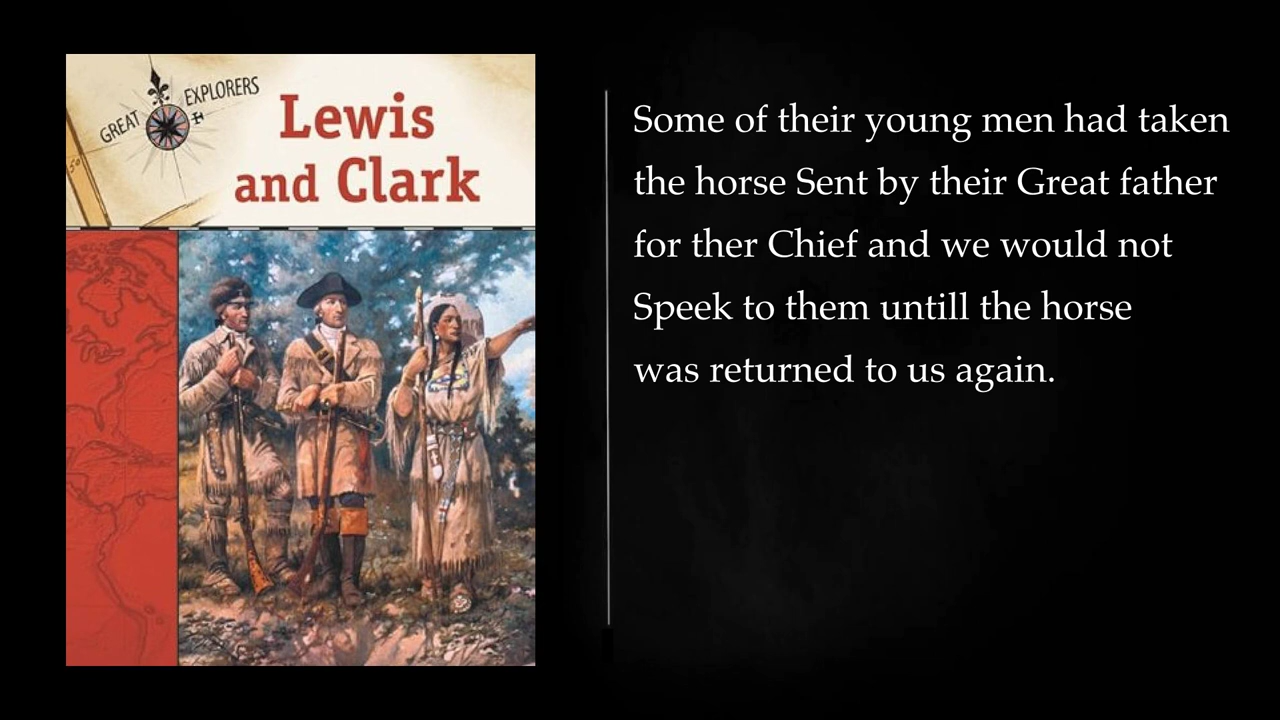 GREAT EXPLORERS
Lewis
and Clark
Some of their young men had taken
the horse Sent by their Great father
for ther Chief and we would not
Speek to them untill the horse
was returned to us again.